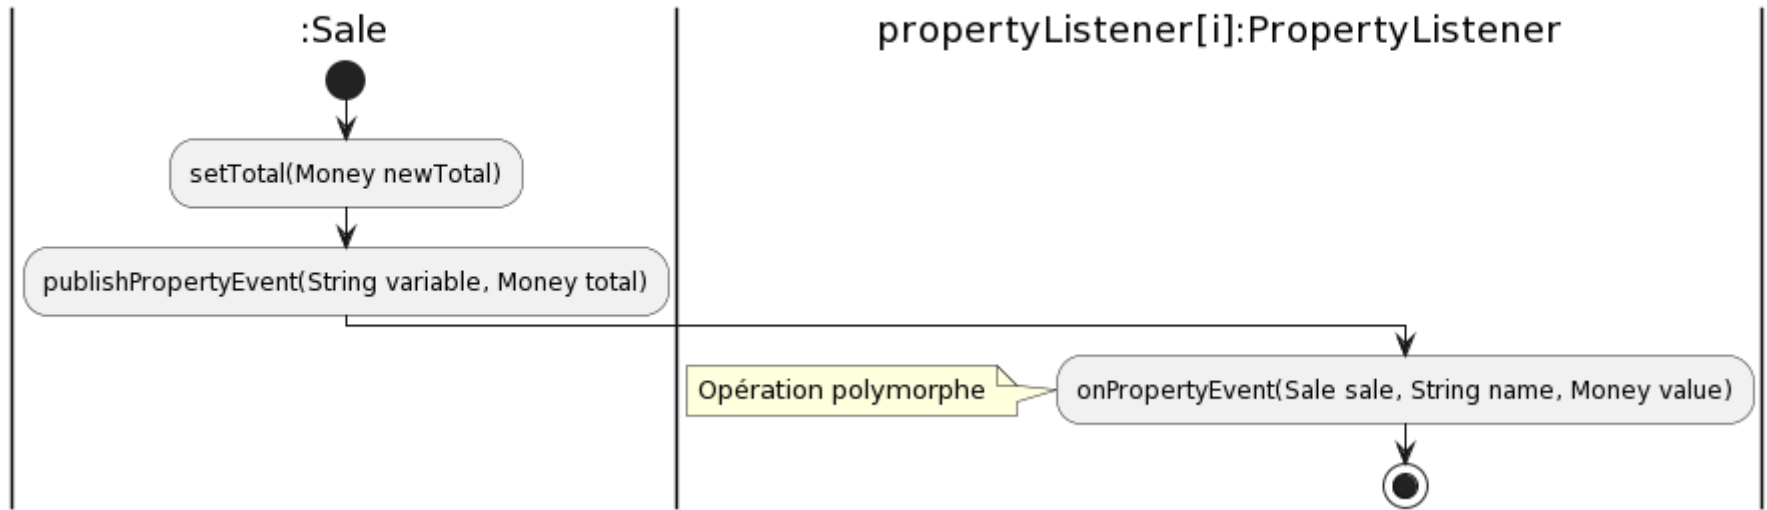 :Sale
propertyListener[i]:PropertyListener
setTotal(Money newTotal)
publishPropertyEvent(String variable, Money total)
Opération polymorphe
onPropertyEvent(Sale sale, String name, Money value)